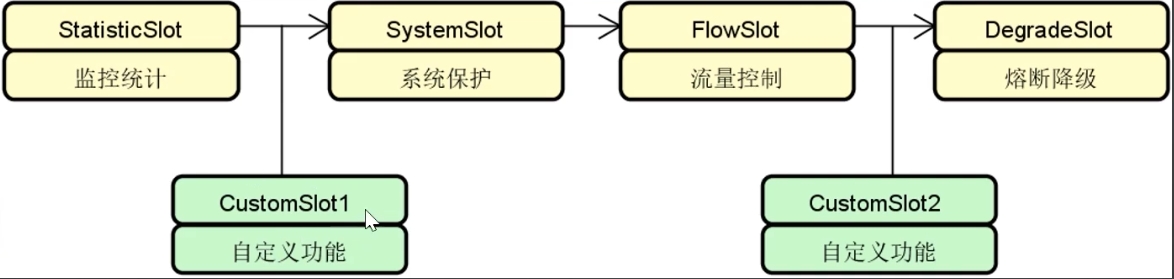 StatisticSlot
监控统计
SystemSlot
系统保护
FlowSlot
流量控制
DegradeSlot
熔断降级
CustomSlot1
自定义功能
CustomSlot2
自定义功能